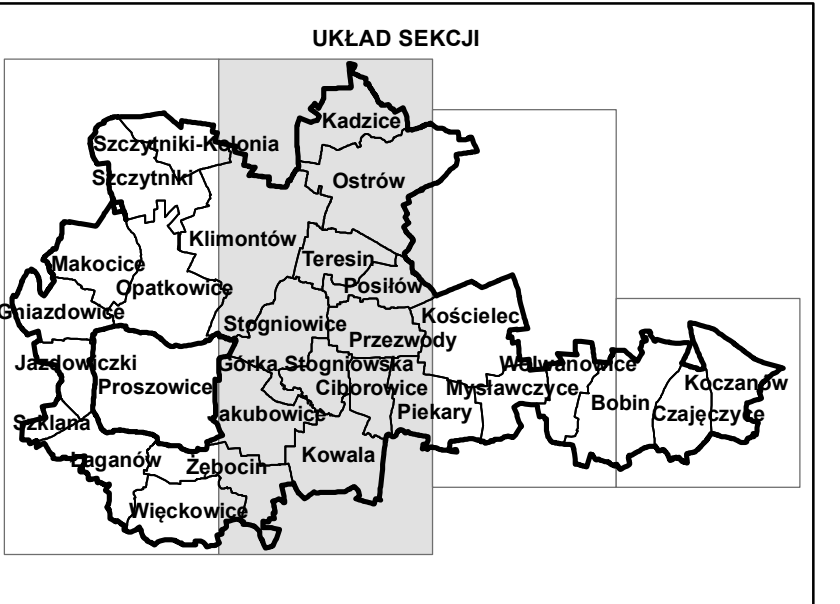 UKŁAD SEKCJI
Kadzice
Szczytniki-Kolonia
Szczytniki
Ostrów
Klimontów
Makocice
Teresin
Opatkowice
Posiłów
Gniazdowice
Kościelec
Stogniowice
Przezwody
Jazdowiczki
Górka Stogniowska
Wolwanowice
Proszowice
Ciborowice
Mysławczyce
Koczanów
Bobin
Jakubowice
Piekary
Czajęczyce
Szklana
Łaganów
Żębocin
Kowala
Więckowice